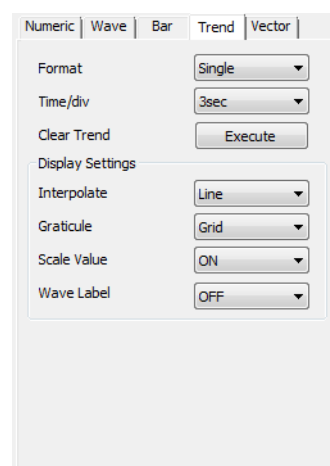 Numeric Wave Bar Trend Vector
Format Single
Time/div 3sec
Clear Trend Execute
Display Settings
Interpolate Line
Graticule Grid
Scale Value ON
Wave Label OFF